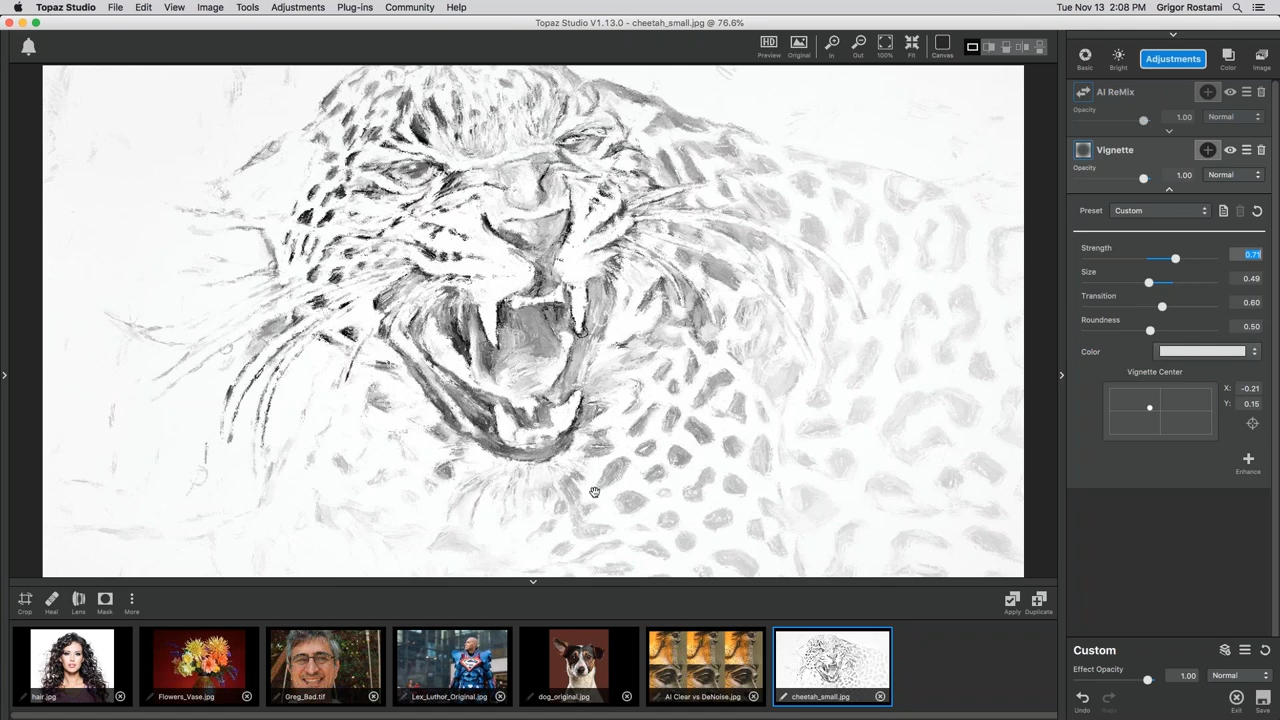 Topaz Studio File Edit View Image Tools Adjustments Plug-ins Community Help Tue Nov 13 2:08 PM Grigor Rostami
Topaz Studio V1.13.0 - cheetah_small.jpg @ 76.6%
Preview Original In Out 100% Fit Canvas
Basic Bright Adjustments Color Image
AI ReMix
Opacity 1.00 Normal
Vignette
Opacity 1.00 Normal
Preset Custom
Strength 0.71
Size 0.49
Transition 0.60
Roundness 0.50
Color
Vignette Center
X: -0.21
Y: 0.15
Enhance
Crop Heal Lens Mask More Apply Duplicate
hair.jpg Flowers_Vase.jpg Greg_Bad.tif Lex_Luthor_Original.jpg dog_original.jpg AI Clear vs DeNoise.jpg cheetah_small.jpg
Custom
Effect Opacity 1.00 Normal
Undo Redo Exit Save